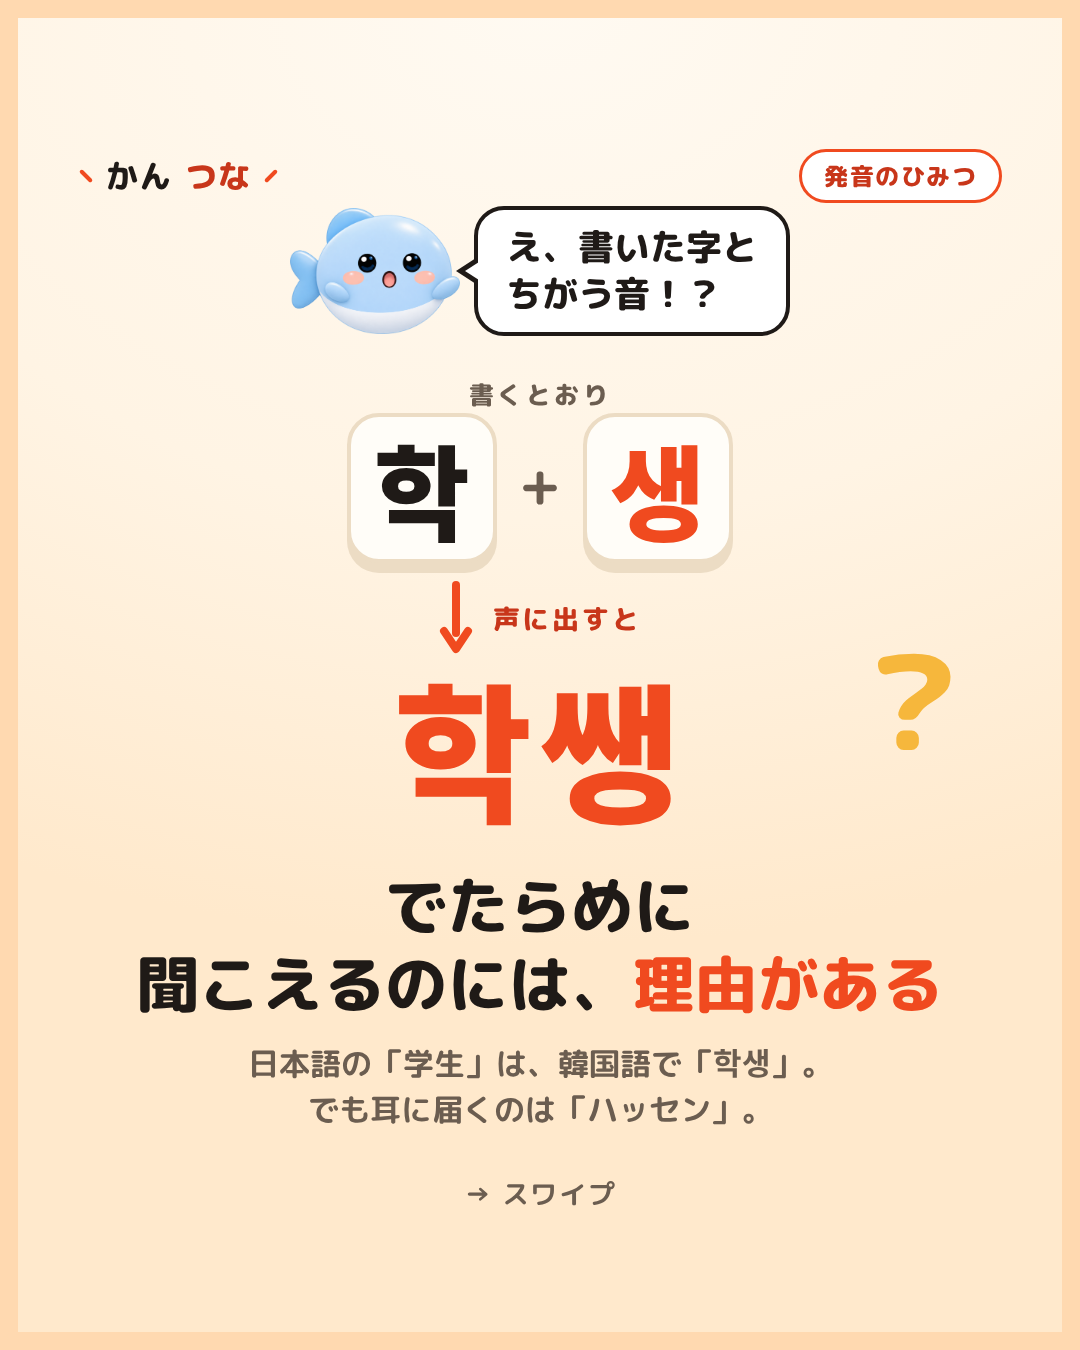 かん つな
発音のひみつ
え、書いた字と
ちがう音！？
書くとおり
학 + 생
声に出すと
학쌩
?
でたらめに
聞こえるのには、理由がある
日本語の「学生」は、韓国語で「학생」。
でも耳に届くのは「ハッセン」。
→ スワイプ